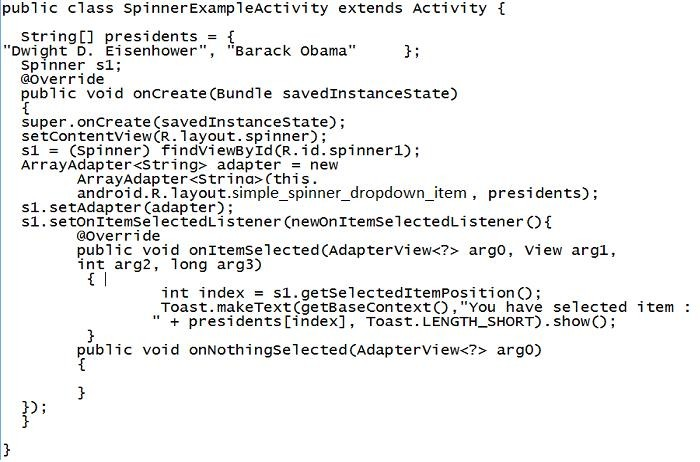 public class SpinnerExampleActivity extends Activity {
String[] presidents = {
"Dwight D. Eisenhower", "Barack Obama" };
Spinner s1;
@Override
public void onCreate(Bundle savedInstanceState)
{
super.onCreate(savedInstanceState);
setContentView(R.layout.spinner);
s1 = (Spinner) findViewById(R.id.spinner1);
ArrayAdapter<String> adapter = new
ArrayAdapter<String>(this.
android.R.layout.simple_spinner_dropdown_item , presidents);
s1.setAdapter(adapter);
s1.setOnItemSelectedListener(newOnItemSelectedListener(){
@Override
public void onItemSelected(AdapterView<?> arg0, View arg1,
int arg2, long arg3)
{
int index = s1.getSelectedItemPosition();
Toast.makeText(getBaseContext(),"You have selected item :
" + presidents[index], Toast.LENGTH_SHORT).show();
}
public void onNothingSelected(AdapterView<?> arg0)
{
}
});
}
}